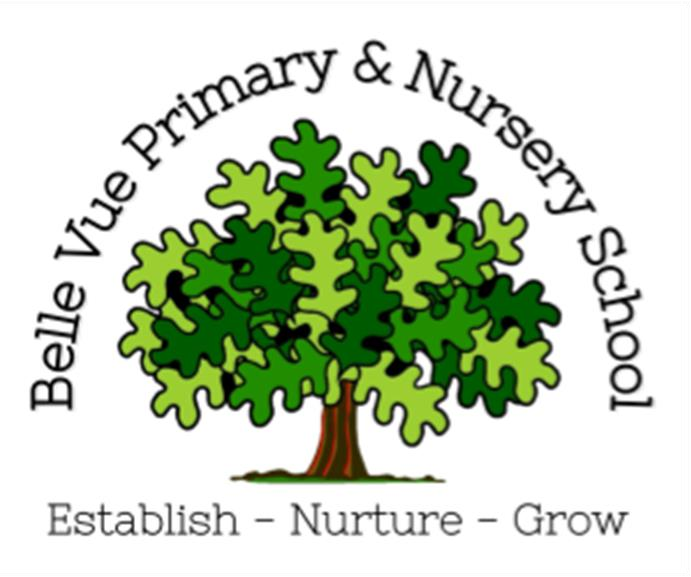 Belle Vue Primary & Nursery School
Establish - Nurture - Grow